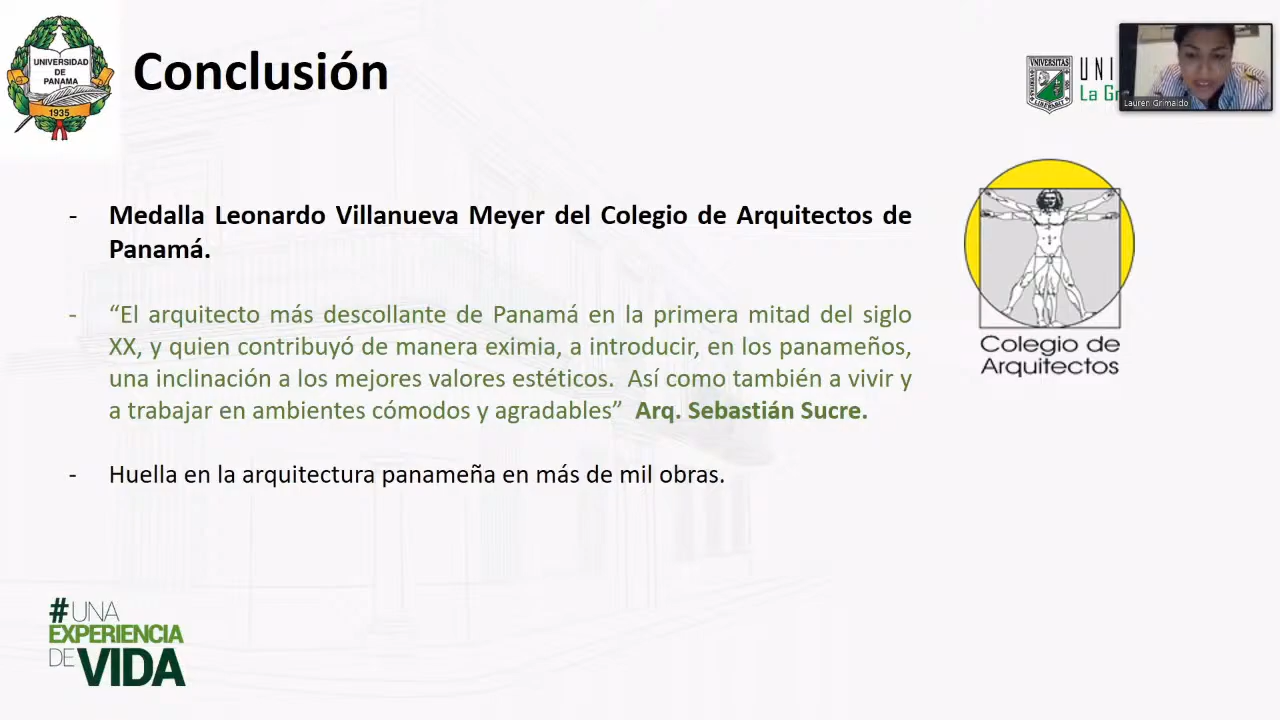 UNIVERSIDAD
DE
PANAMA
1935
Conclusión
UNIVERSITAS
LIBERTAS
UNI
La Gr
Lauren Grimaldo
- Medalla Leonardo Villanueva Meyer del Colegio de Arquitectos de
Panamá.
- “El arquitecto más descollante de Panamá en la primera mitad del siglo
XX, y quien contribuyó de manera eximia, a introducir, en los panameños,
una inclinación a los mejores valores estéticos. Así como también a vivir y
a trabajar en ambientes cómodos y agradables” Arq. Sebastián Sucre.
- Huella en la arquitectura panameña en más de mil obras.
Colegio de
Arquitectos
#UNA
EXPERIENCIA
DE VIDA